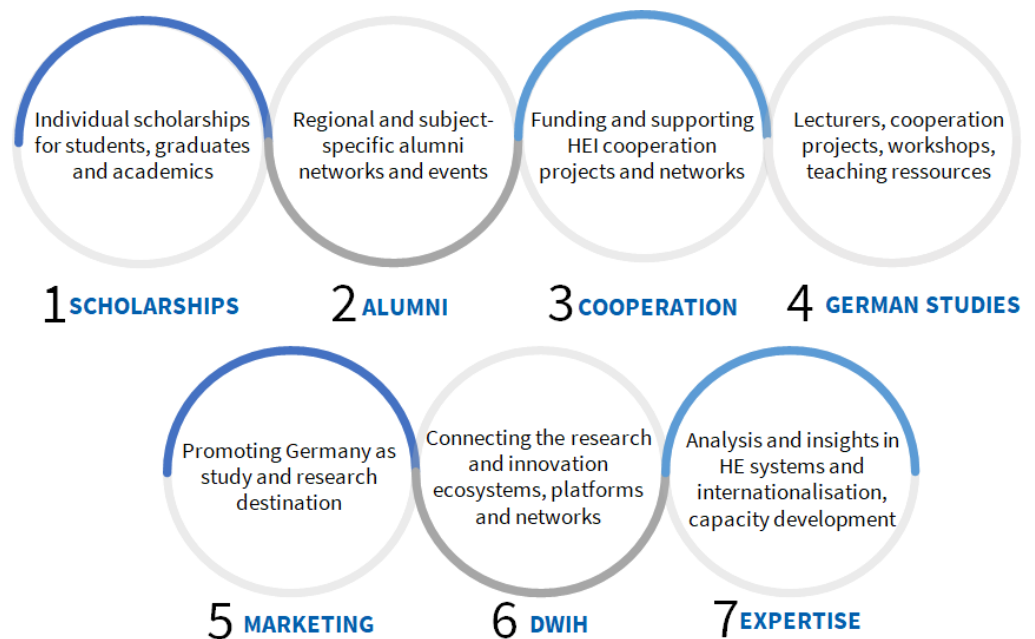 Individual scholarships
for students, graduates
and academics
Regional and subject-
specific alumni
networks and events
Funding and supporting
HEI cooperation
projects and networks
Lecturers, cooperation
projects, workshops,
teaching ressources
1 SCHOLARSHIPS
2 ALUMNI
3 COOPERATION
4 GERMAN STUDIES
Promoting Germany as
study and research
destination
Connecting the research
and innovation
ecosystems, platforms
and networks
Analysis and insights in
HE systems and
internationalisation,
capacity development
5 MARKETING
6 DWIH
7 EXPERTISE